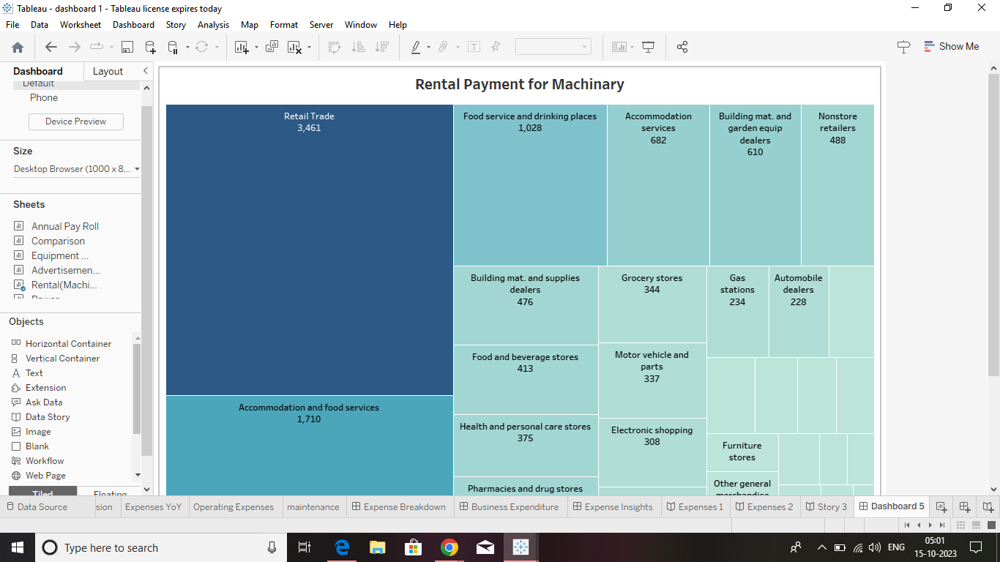 Tableau - dashboard 1 - Tableau license expires today
File Data Worksheet Dashboard Story Analysis Map Format Server Window Help
Show Me
Dashboard Layout
Default
Phone
Device Preview
Size
Desktop Browser (1000 x 8...
Sheets
Annual Pay Roll
Comparison
Equipment ...
Advertisemen...
Rental(Machi...
Objects
Horizontal Container
Vertical Container
Text
Extension
Ask Data
Data Story
Image
Blank
Workflow
Web Page
Tiled Floating
Rental Payment for Machinary
Retail Trade
3,461
Accommodation and food services
1,710
Food service and drinking places
1,028
Accommodation
services
682
Building mat. and
garden equip
dealers
610
Nonstore
retailers
488
Building mat. and supplies
dealers
476
Food and beverage stores
413
Health and personal care stores
375
Pharmacies and drug stores
Grocery stores
344
Motor vehicle and
parts
337
Electronic shopping
308
Gas
stations
234
Automobile
dealers
228
Furniture
stores
Other general
merchandise
Data Source sion Expenses YoY Operating Expenses maintenance Expense Breakdown Business Expenditure Expense Insights Expenses 1 Expenses 2 Story 3 Dashboard 5
Type here to search
ENG
05:01
15-10-2023